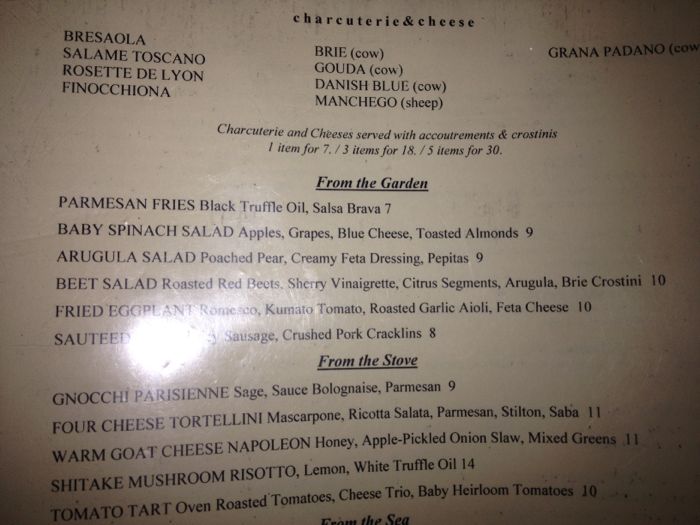 charcuterie&cheese
BRESAOLA
SALAME TOSCANO
ROSETTE DE LYON
FINOCCHIONA
BRIE (cow)
GOUDA (cow)
DANISH BLUE (cow)
MANCHEGO (sheep)
GRANA PADANO (cow
Charcuterie and Cheeses served with accoutrements & crostinis
1 item for 7. / 3 items for 18. / 5 items for 30.
From the Garden
PARMESAN FRIES Black Truffle Oil, Salsa Brava 7
BABY SPINACH SALAD Apples, Grapes, Blue Cheese, Toasted Almonds 9
ARUGULA SALAD Poached Pear, Creamy Feta Dressing, Pepitas 9
BEET SALAD Roasted Red Beets, Sherry Vinaigrette, Citrus Segments, Arugula, Brie Crostini 10
FRIED EGGPLANT Romesco, Kumato Tomato, Roasted Garlic Aioli, Feta Cheese 10
SAUTEED Sausage, Crushed Pork Cracklins 8
From the Stove
GNOCCHI PARISIENNE Sage, Sauce Bolognaise, Parmesan 9
FOUR CHEESE TORTELLINI Mascarpone, Ricotta Salata, Parmesan, Stilton, Saba 11
WARM GOAT CHEESE NAPOLEON Honey, Apple-Pickled Onion Slaw, Mixed Greens 11
SHITAKE MUSHROOM RISOTTO, Lemon, White Truffle Oil 14
TOMATO TART Oven Roasted Tomatoes, Cheese Trio, Baby Heirloom Tomatoes 10
From the Sea